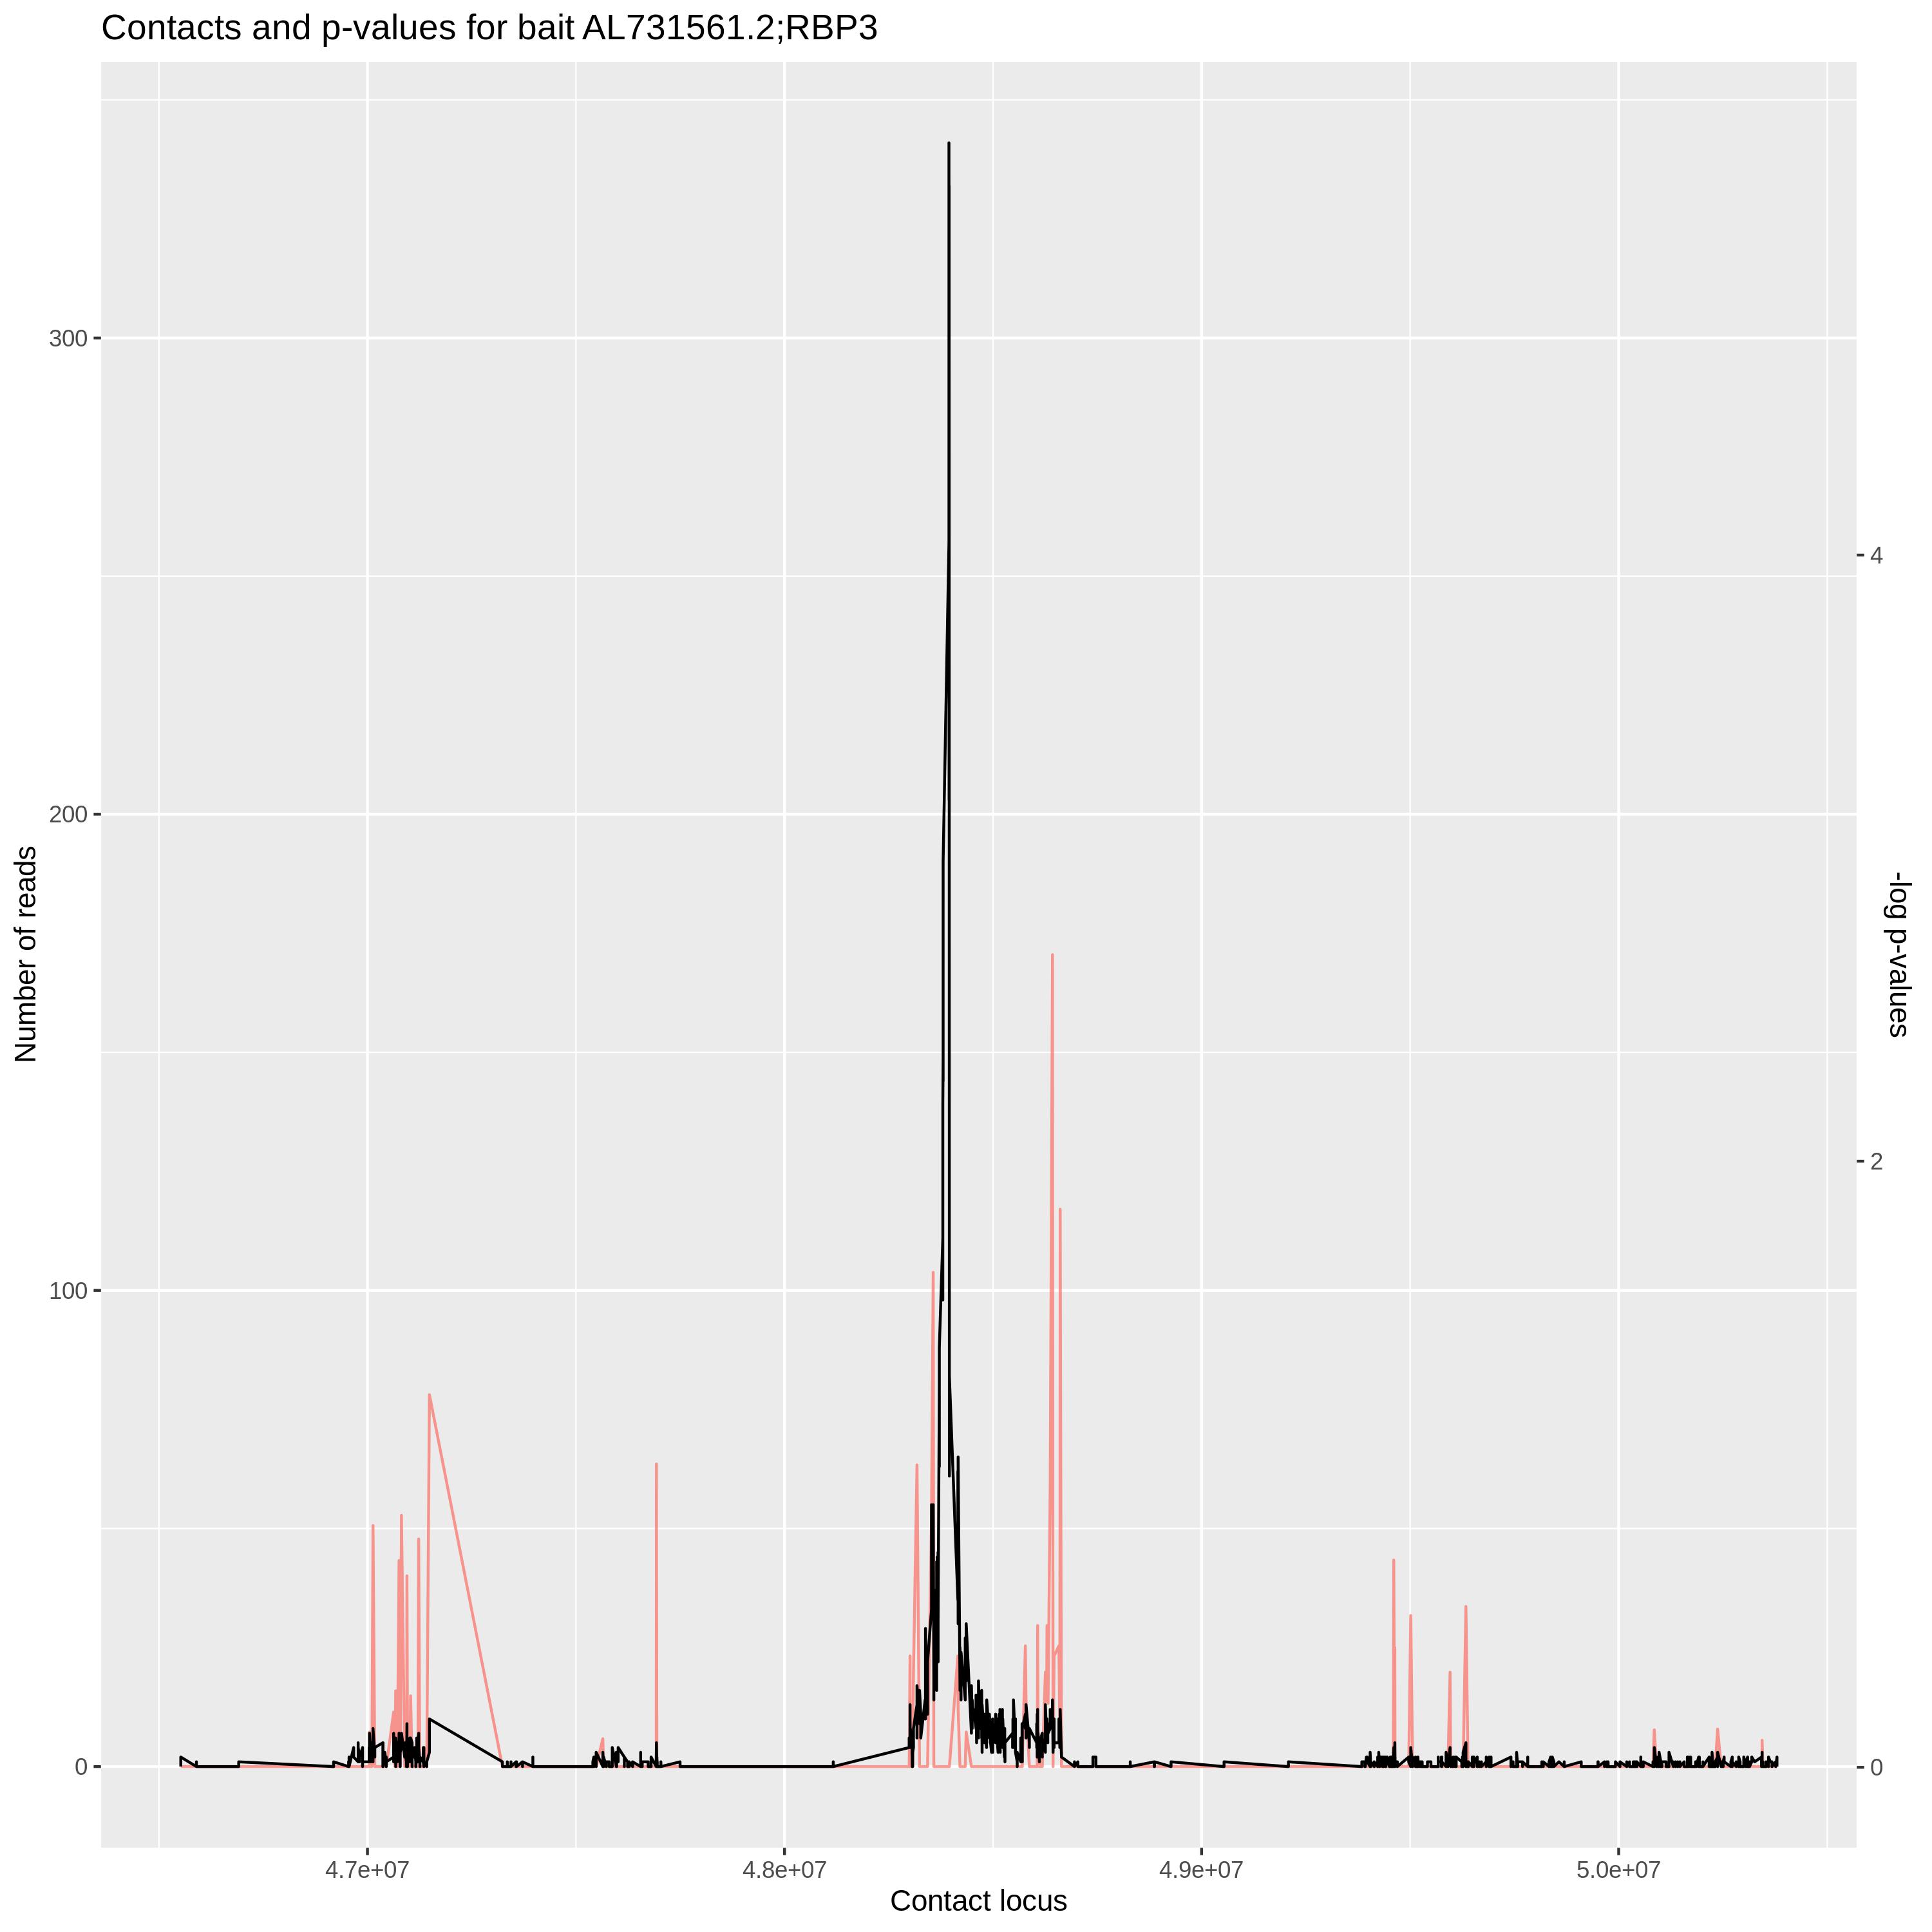 Contacts and p-values for bait AL731561.2;RBP3
300
200
100
0
Number of reads
4
2
0
-log p-values
4.7e+07
4.8e+07
4.9e+07
5.0e+07
Contact locus